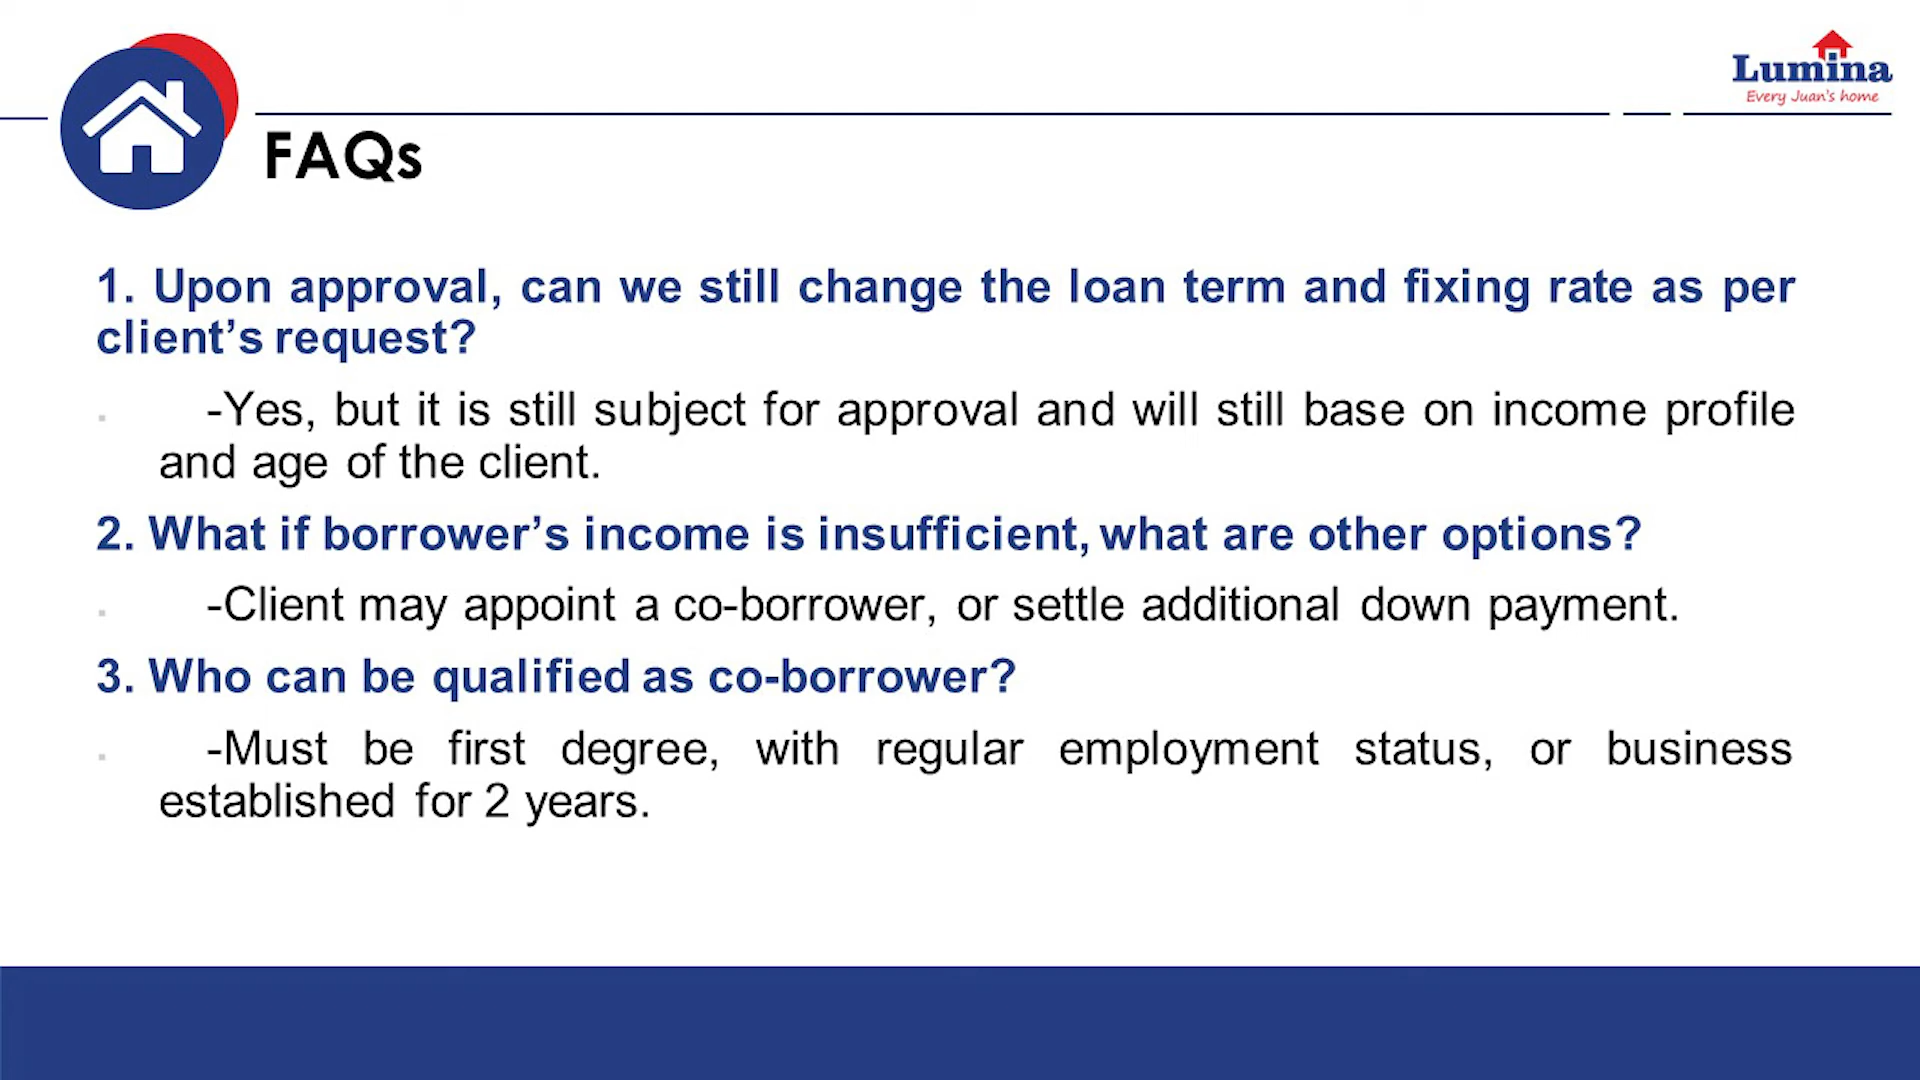 Lumina
Every Juan's home
FAQs
1. Upon approval, can we still change the loan term and fixing rate as per
client’s request?
-Yes, but it is still subject for approval and will still base on income profile
and age of the client.
2. What if borrower’s income is insufficient, what are other options?
-Client may appoint a co-borrower, or settle additional down payment.
3. Who can be qualified as co-borrower?
-Must be first degree, with regular employment status, or business
established for 2 years.